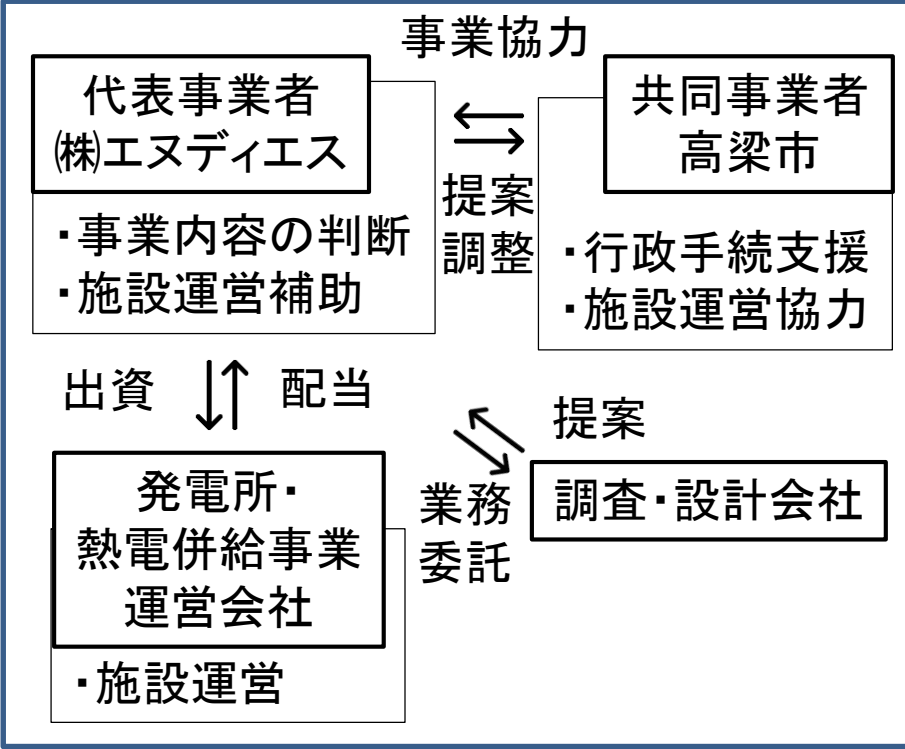 事業協力
代表事業者
㈱エヌディエス
・事業内容の判断
・施設運営補助
提案
調整
共同事業者
高梁市
・行政手続支援
・施設運営協力
出資
配当
発電所・
熱電併給事業
運営会社
・施設運営
業務
委託
提案
調査・設計会社